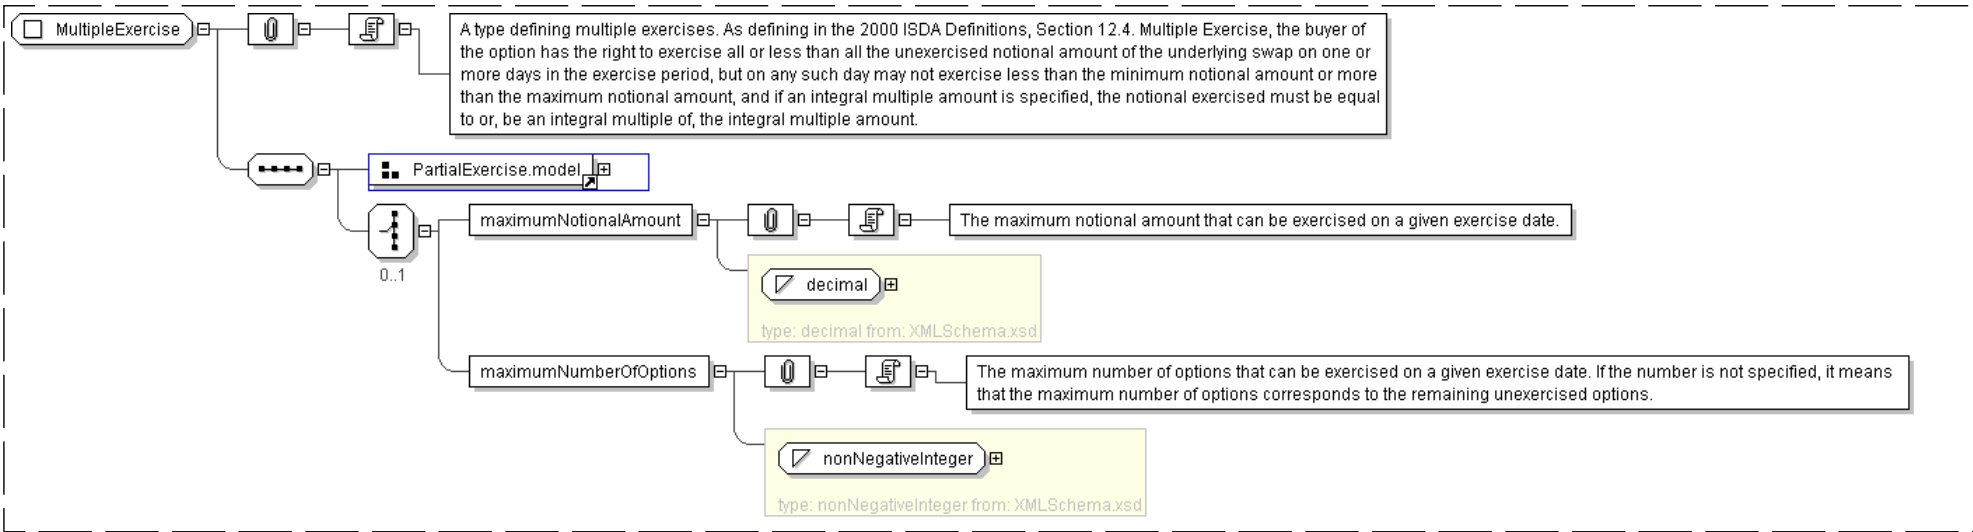 MultipleExercise
A type defining multiple exercises. As defining in the 2000 ISDA Definitions, Section 12.4. Multiple Exercise, the buyer of
the option has the right to exercise all or less than all the unexercised notional amount of the underlying swap on one or
more days in the exercise period, but on any such day may not exercise less than the minimum notional amount or more
than the maximum notional amount, and if an integral multiple amount is specified, the notional exercised must be equal
to or, be an integral multiple of, the integral multiple amount.
PartialExercise.model
0..1
maximumNotionalAmount
The maximum notional amount that can be exercised on a given exercise date.
decimal
type: decimal from: XMLSchema.xsd
maximumNumberOfOptions
The maximum number of options that can be exercised on a given exercise date. If the number is not specified, it means
that the maximum number of options corresponds to the remaining unexercised options.
nonNegativeInteger
type: nonNegativeInteger from: XMLSchema.xsd